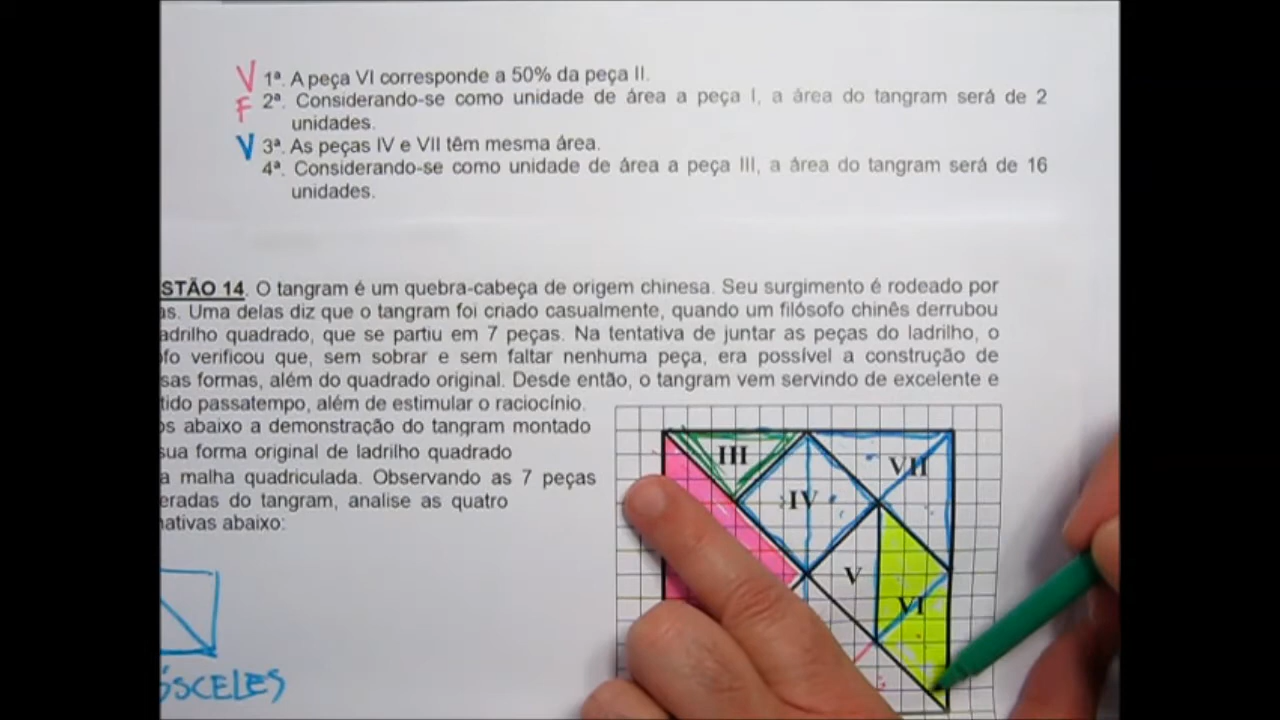 V 1ª. A peça VI corresponde a 50% da peça II.
F 2ª. Considerando-se como unidade de área a peça I, a área do tangram será de 2
unidades.
V 3ª. As peças IV e VII têm mesma área.
4ª. Considerando-se como unidade de área a peça III, a área do tangram será de 16
unidades.
STÃO 14. O tangram é um quebra-cabeça de origem chinesa. Seu surgimento é rodeado por
as. Uma delas diz que o tangram foi criado casualmente, quando um filósofo chinês derrubou
adrilho quadrado, que se partiu em 7 peças. Na tentativa de juntar as peças do ladrilho, o
fo verificou que, sem sobrar e sem faltar nenhuma peça, era possível a construção de
sas formas, além do quadrado original. Desde então, o tangram vem servindo de excelente e
tido passatempo, além de estimular o raciocínio.
os abaixo a demonstração do tangram montado
sua forma original de ladrilho quadrado
a malha quadriculada. Observando as 7 peças
eradas do tangram, analise as quatro
nativas abaixo:
III
VII
IV
V
VI
ÓSCELES